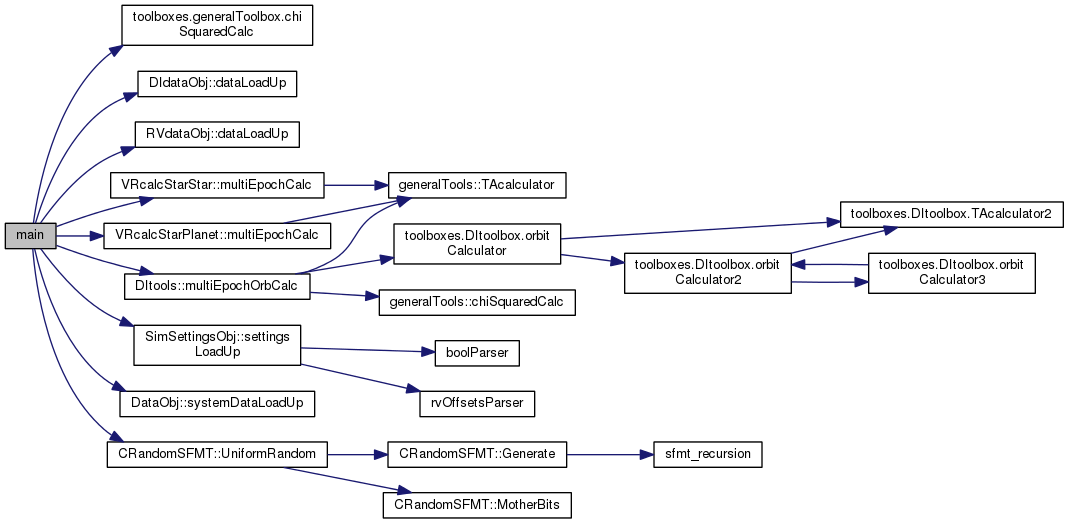 toolboxes.generalToolbox.chi
SquaredCalc
DIdataObj::dataLoadUp
RVdataObj::dataLoadUp
VRcalcStarStar::multiEpochCalc
generalTools::TAcalculator
main
VRcalcStarPlanet::multiEpochCalc
toolboxes.DItoolbox.orbit
Calculator
toolboxes.DItoolbox.TAcalculator2
toolboxes.DItoolbox.orbit
Calculator2
toolboxes.DItoolbox.orbit
Calculator3
DItools::multiEpochOrbCalc
generalTools::chiSquaredCalc
SimSettingsObj::settings
LoadUp
boolParser
rvOffsetsParser
DataObj::systemDataLoadUp
CRandomSFMT::UniformRandom
CRandomSFMT::Generate
sfmt_recursion
CRandomSFMT::MotherBits